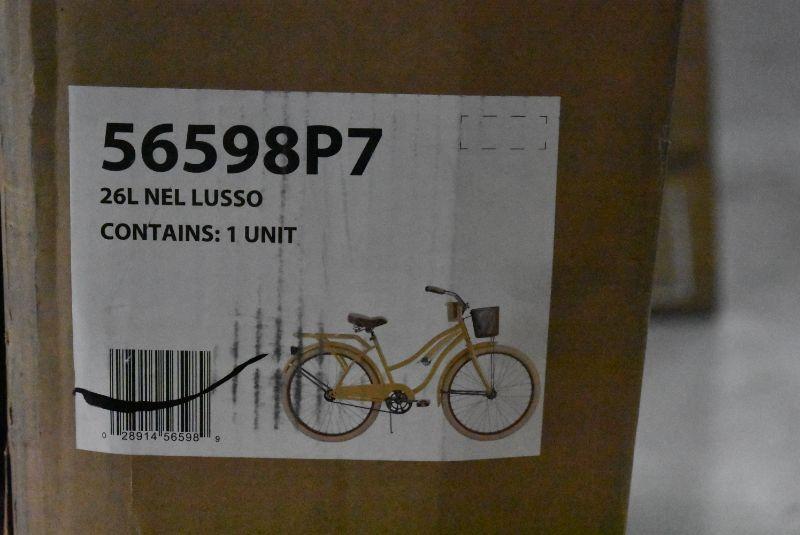 56598P7
26L NEL LUSSO
CONTAINS: 1 UNIT
0 28914 56598 9